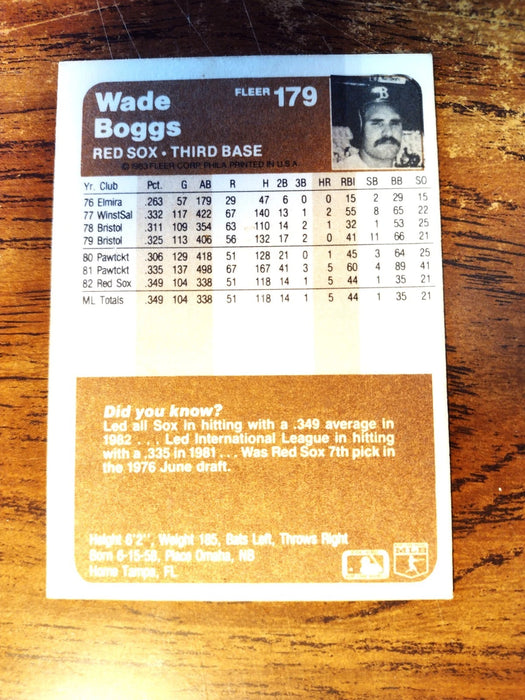 Wade
Boggs
FLEER 179
RED SOX • THIRD BASE
© 1983 FLEER CORP. PHILA. PRINTED IN U.S.A.
Yr. Club Pct. G AB R H 2B 3B HR RBI SB BB SO
76 Elmira .263 57 179 29 47 6 0 0 15 2 29 15
77 WinstSal .332 117 422 67 140 13 1 2 55 8 65 22
78 Bristol .311 109 354 63 110 14 2 1 32 1 53 25
79 Bristol .325 113 406 56 132 17 2 0 41 11 66 21
80 Pawtckt .306 129 418 51 128 21 0 1 45 3 64 25
81 Pawtckt .335 137 498 67 167 41 3 5 60 4 89 41
82 Red Sox .349 104 338 51 118 14 1 5 44 1 35 21
ML Totals .349 104 338 51 118 14 1 5 44 1 35 21
Did you know?
Led all Sox in hitting with a .349 average in
1982 . . . Led International League in hitting
with a .335 in 1981 . . . Was Red Sox 7th pick in
the 1976 June draft.
Height 6'2", Weight 185, Bats Left, Throws Right
Born 6-15-58, Place Omaha, NB
Home Tampa, FL
MLB
B